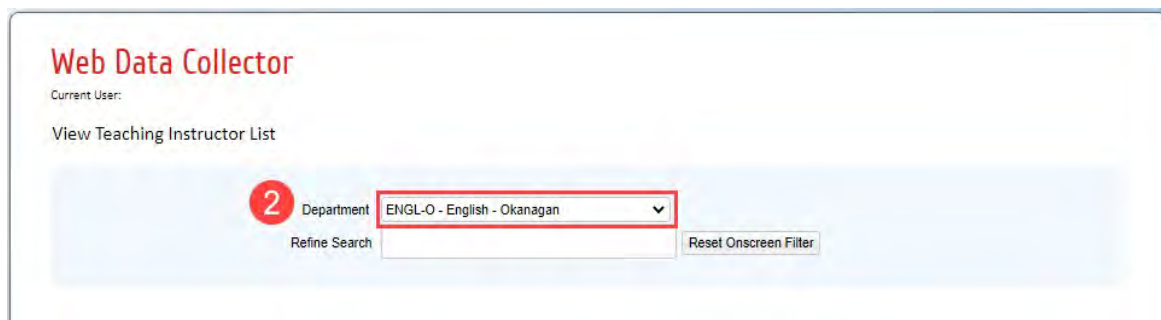 Web Data Collector
Current User:
View Teaching Instructor List
2 Department ENGL-O - English - Okanagan
Refine Search Reset Onscreen Filter